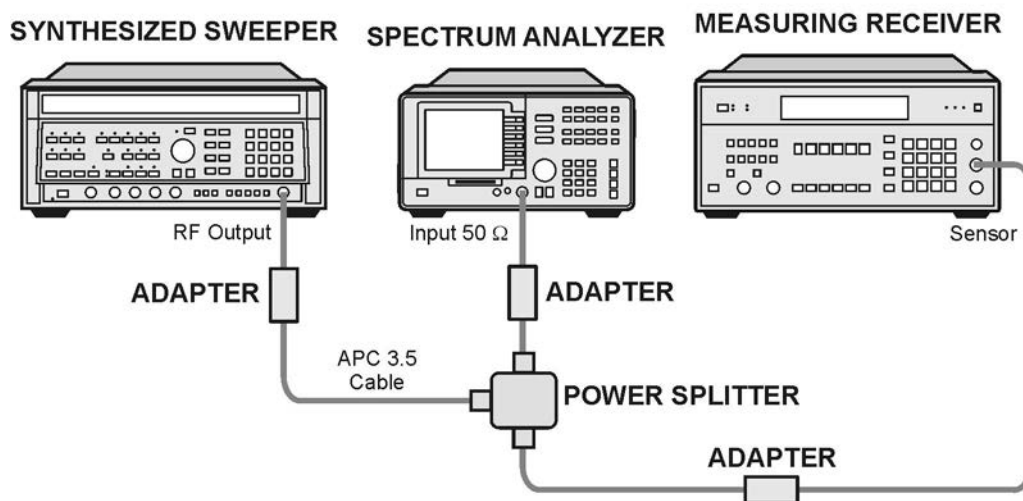 SYNTHESIZED SWEEPER
SPECTRUM ANALYZER
MEASURING RECEIVER
RF Output
Input 50 Ω
Sensor
ADAPTER
ADAPTER
APC 3.5
Cable
POWER SPLITTER
ADAPTER